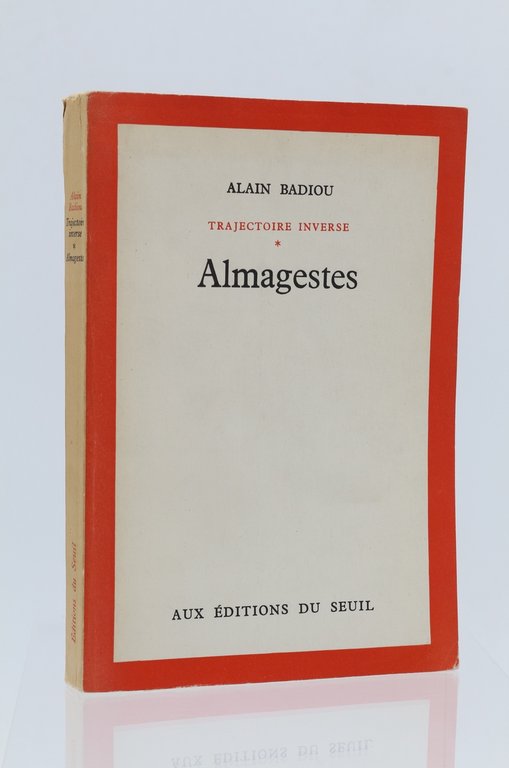 ALAIN BADIOU
TRAJECTOIRE INVERSE
*
Almagestes
AUX ÉDITIONS DU SEUIL
Alain
Badiou
Trajectoire
inverse
*
Almagestes
Éditions du Seuil